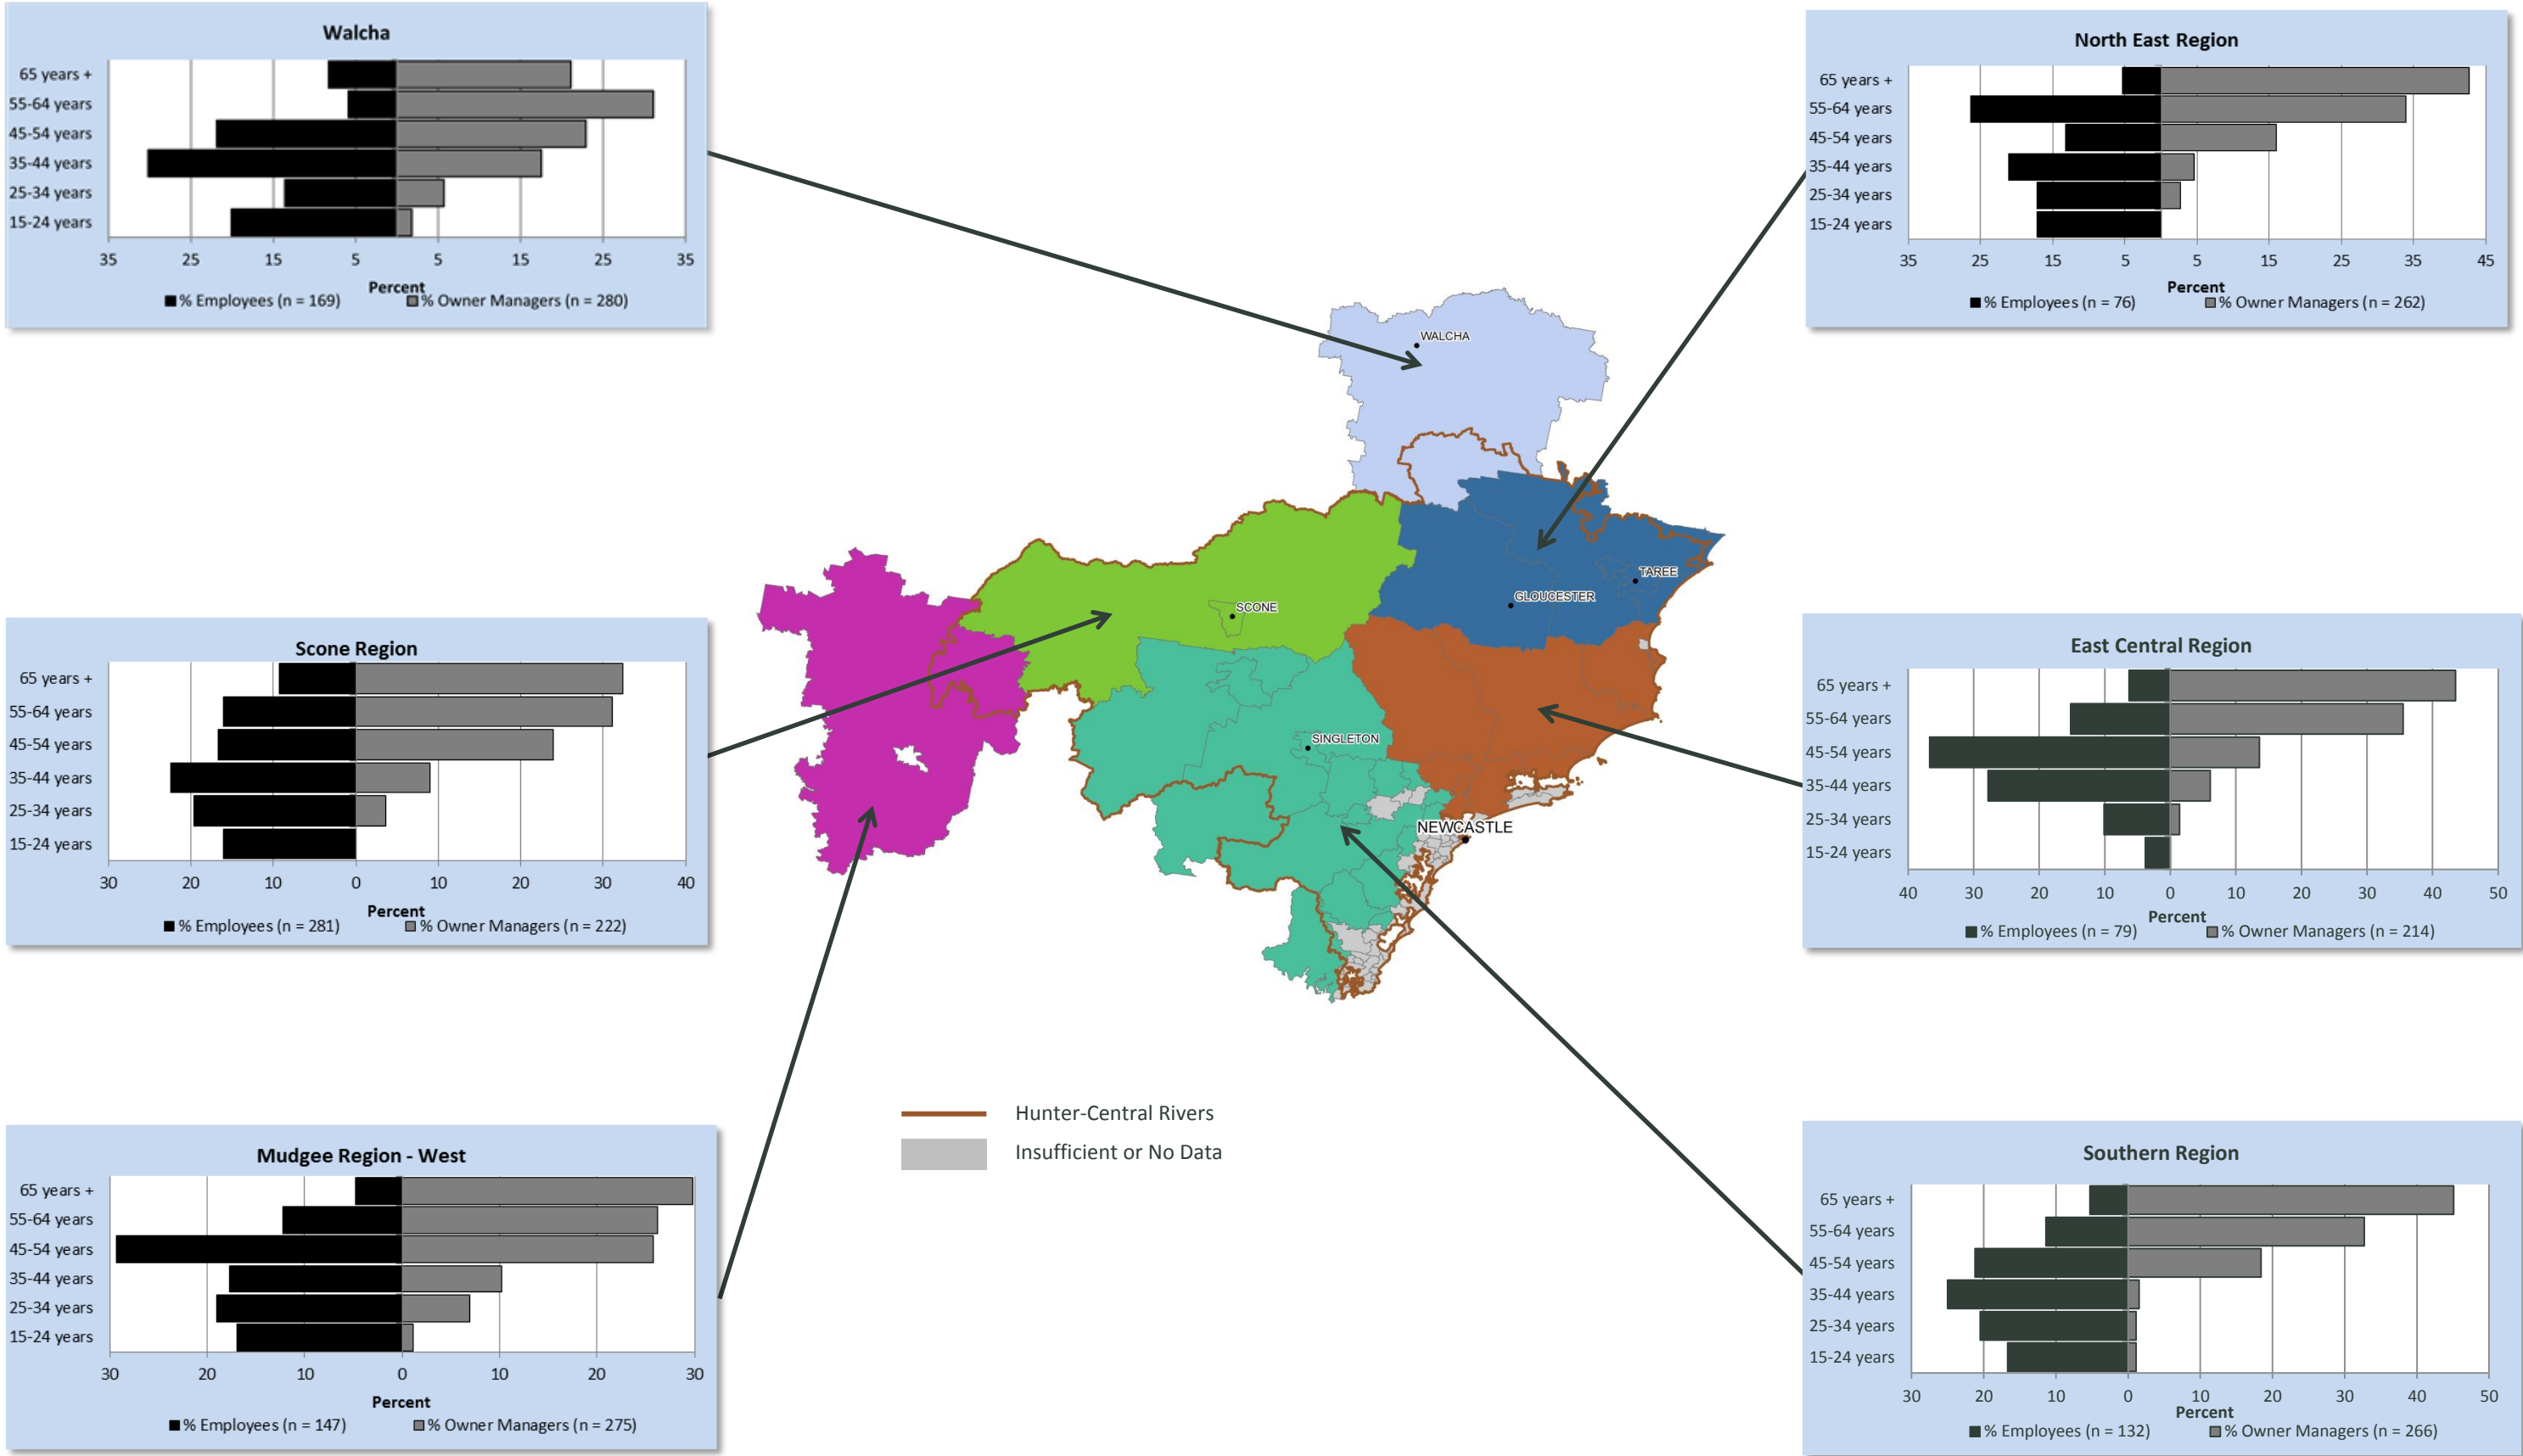 Walcha
65 years +
55-64 years
45-54 years
35-44 years
25-34 years
15-24 years
35 25 15 5 5 15 25 35
Percent
% Employees (n = 169) % Owner Managers (n = 280)
North East Region
65 years +
55-64 years
45-54 years
35-44 years
25-34 years
15-24 years
35 25 15 5 5 15 25 35 45
Percent
% Employees (n = 76) % Owner Managers (n = 262)
WALCHA
TAREE
GLOUCESTER
SCONE
SINGLETON
NEWCASTLE
Scone Region
65 years +
55-64 years
45-54 years
35-44 years
25-34 years
15-24 years
30 20 10 0 10 20 30 40
Percent
% Employees (n = 281) % Owner Managers (n = 222)
East Central Region
65 years +
55-64 years
45-54 years
35-44 years
25-34 years
15-24 years
40 30 20 10 0 10 20 30 40 50
Percent
% Employees (n = 79) % Owner Managers (n = 214)
Hunter-Central Rivers
Insufficient or No Data
Mudgee Region - West
65 years +
55-64 years
45-54 years
35-44 years
25-34 years
15-24 years
30 20 10 0 10 20 30
Percent
% Employees (n = 147) % Owner Managers (n = 275)
Southern Region
65 years +
55-64 years
45-54 years
35-44 years
25-34 years
15-24 years
30 20 10 0 10 20 30 40 50
Percent
% Employees (n = 132) % Owner Managers (n = 266)